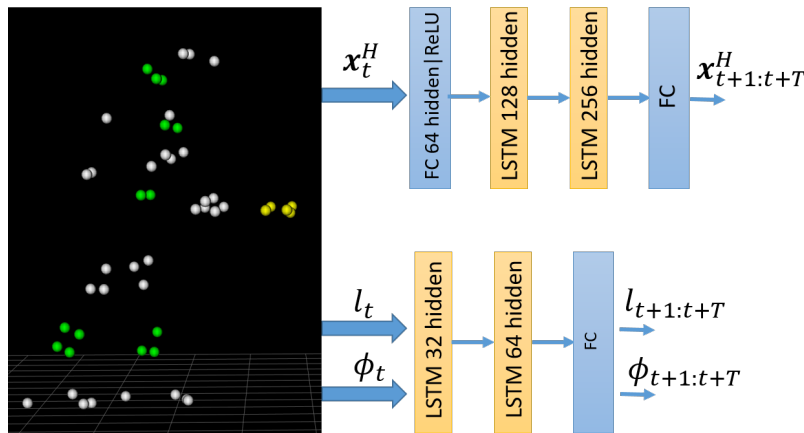 x_t^H
FC 64 hidden|ReLU
LSTM 128 hidden
LSTM 256 hidden
FC
x_{t+1:t+T}^H
l_t
ϕ_t
LSTM 32 hidden
LSTM 64 hidden
FC
l_{t+1:t+T}
ϕ_{t+1:t+T}